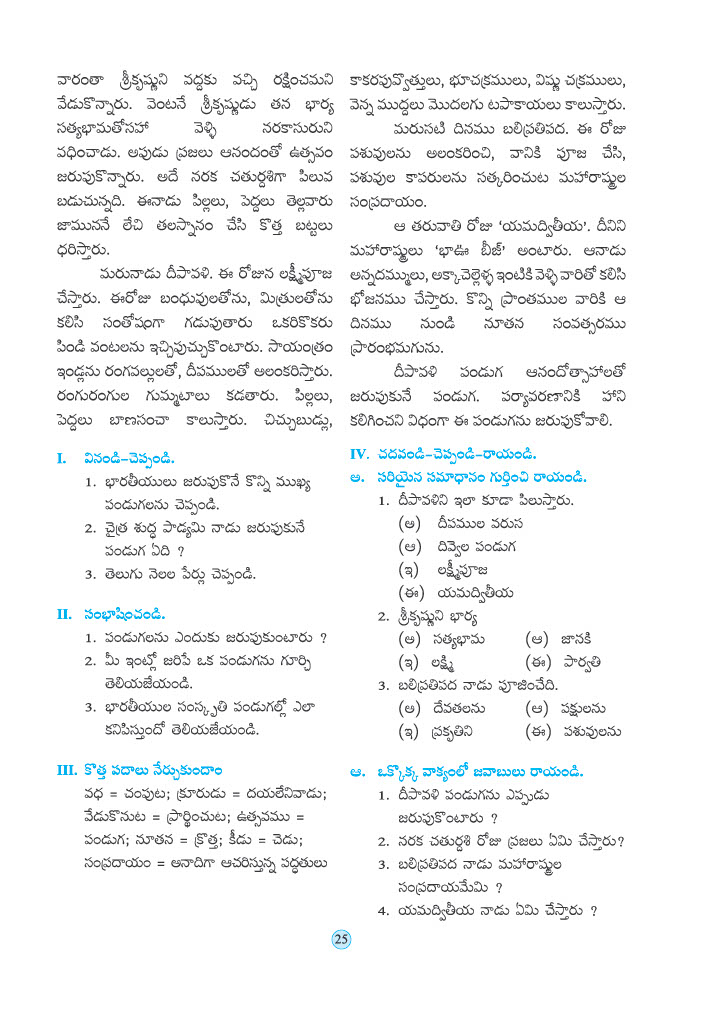 వారంతా శ్రీకృష్ణుని వద్దకు వచ్చి రక్షించమని
వేడుకొన్నారు. వెంటనే శ్రీకృష్ణుడు తన భార్య
సత్యభామతోసహా వెళ్ళి నరకాసురుని
వధించాడు. అపుడు ప్రజలు ఆనందంతో ఉత్సవం
జరుపుకొన్నారు. అదే నరక చతుర్దశిగా పిలువ
బడుచున్నది. ఈనాడు పిల్లలు, పెద్దలు తెల్లవారు
జాముననే లేచి తలస్నానం చేసి కొత్త బట్టలు
ధరిస్తారు.
మరునాడు దీపావళి. ఈ రోజున లక్ష్మీపూజ
చేస్తారు. ఈరోజు బంధువులతోను, మిత్రులతోను
కలిసి సంతోషంగా గడుపుతారు ఒకరికొకరు
పిండి వంటలను ఇచ్చిపుచ్చుకొంటారు. సాయంత్రం
ఇండ్లను రంగవల్లులతో, దీపములతో అలంకరిస్తారు.
రంగురంగుల గుమ్మటాలు కడతారు. పిల్లలు,
పెద్దలు బాణసంచా కాలుస్తారు. చిచ్చుబుడ్లు,
I. వినండి-చెప్పండి.
1. భారతీయులు జరుపుకొనే కొన్ని ముఖ్య
పండుగలను చెప్పండి.
2. చైత్ర శుద్ధ పాడ్యమి నాడు జరుపుకునే
పండుగ ఏది ?
3. తెలుగు నెలల పేర్లు చెప్పండి.
II. సంభాషించండి.
1. పండుగలను ఎందుకు జరుపుకుంటారు ?
2. మీ ఇంట్లో జరిపే ఒక పండుగను గూర్చి
తెలియజేయండి.
3. భారతీయుల సంస్కృతి పండుగల్లో ఎలా
కనిపిస్తుందో తెలియజేయండి.
III. కొత్త పదాలు నేర్చుకుందాం
వధ = చంపుట; క్రూరుడు = దయలేనివాడు;
వేడుకొనుట = ప్రార్థించుట; ఉత్సవము =
పండుగ; నూతన = క్రొత్త; కీడు = చెడు;
సంప్రదాయం = అనాదిగా ఆచరిస్తున్న పద్ధతులు
కాకరపువ్వొత్తులు, భూచక్రములు, విష్ణు చక్రములు,
వెన్న ముద్దలు మొదలగు టపాకాయలు కాలుస్తారు.
మరుసటి దినము బలిప్రతిపద. ఈ రోజు
పశువులను అలంకరించి, వానికి పూజ చేసి,
పశువుల కాపరులను సత్కరించుట మహారాష్ట్రుల
సంప్రదాయం.
ఆ తరువాతి రోజు 'యమద్వితీయ'. దీనిని
మహారాష్ట్రులు 'భాఊ బీజ్' అంటారు. ఆనాడు
అన్నదమ్ములు, అక్కాచెల్లెళ్ళ ఇంటికి వెళ్ళి వారితో కలిసి
భోజనము చేస్తారు. కొన్ని ప్రాంతముల వారికి ఆ
దినము నుండి నూతన సంవత్సరము
ప్రారంభమగును.
దీపావళి పండుగ ఆనందోత్సాహాలతో
జరుపుకునే పండుగ. పర్యావరణానికి హాని
కలిగించని విధంగా ఈ పండుగను జరుపుకోవాలి.
IV. చదవండి-చెప్పండి-రాయండి.
అ. సరియైన సమాధానం గుర్తించి రాయండి.
1. దీపావళిని ఇలా కూడా పిలుస్తారు.
(అ) దీపముల వరుస
(ఆ) దివ్వెల పండుగ
(ఇ) లక్ష్మీపూజ
(ఈ) యమద్వితీయ
2. శ్రీకృష్ణుని భార్య
(అ) సత్యభామ (ఆ) జానకి
(ఇ) లక్ష్మి (ఈ) పార్వతి
3. బలిప్రతిపద నాడు పూజించేది.
(అ) దేవతలను (ఆ) పక్షులను
(ఇ) ప్రకృతిని (ఈ) పశువులను
ఆ. ఒక్కొక్క వాక్యంలో జవాబులు రాయండి.
1. దీపావళి పండుగను ఎప్పుడు
జరుపుకొంటారు ?
2. నరక చతుర్దశి రోజు ప్రజలు ఏమి చేస్తారు?
3. బలిప్రతిపద నాడు మహారాష్ట్రుల
సంప్రదాయమేమి ?
4. యమద్వితీయ నాడు ఏమి చేస్తారు ?
25